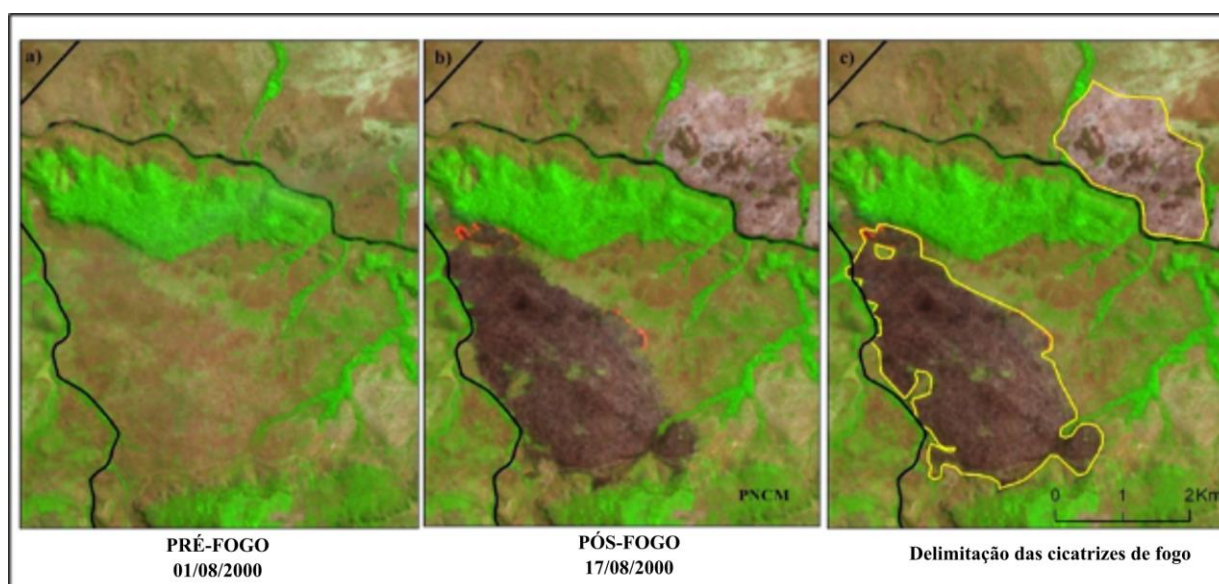 a)
b)
c)
PNCM
0 1 2Km
PRÉ-FOGO
01/08/2000
PÓS-FOGO
17/08/2000
Delimitação das cicatrizes de fogo